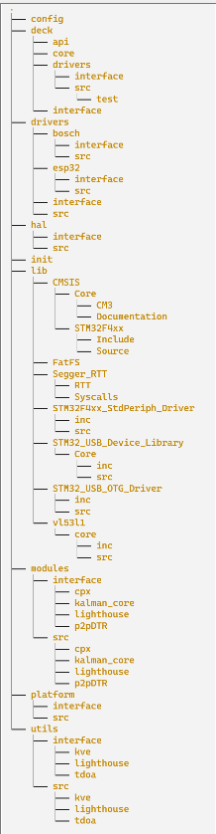 .
config
deck
api
core
drivers
interface
src
test
interface
drivers
bosch
interface
src
esp32
interface
src
interface
src
hal
interface
src
init
lib
CMSIS
Core
CM3
Documentation
STM32F4xx
Include
Source
FatFS
Segger_RTT
RTT
Syscalls
STM32F4xx_StdPeriph_Driver
inc
src
STM32_USB_Device_Library
Core
inc
src
STM32_USB_OTG_Driver
inc
src
vl53l1
core
inc
src
modules
interface
cpx
kalman_core
lighthouse
p2pDTR
src
cpx
kalman_core
lighthouse
p2pDTR
platform
interface
src
utils
interface
kve
lighthouse
tdoa
src
kve
lighthouse
tdoa